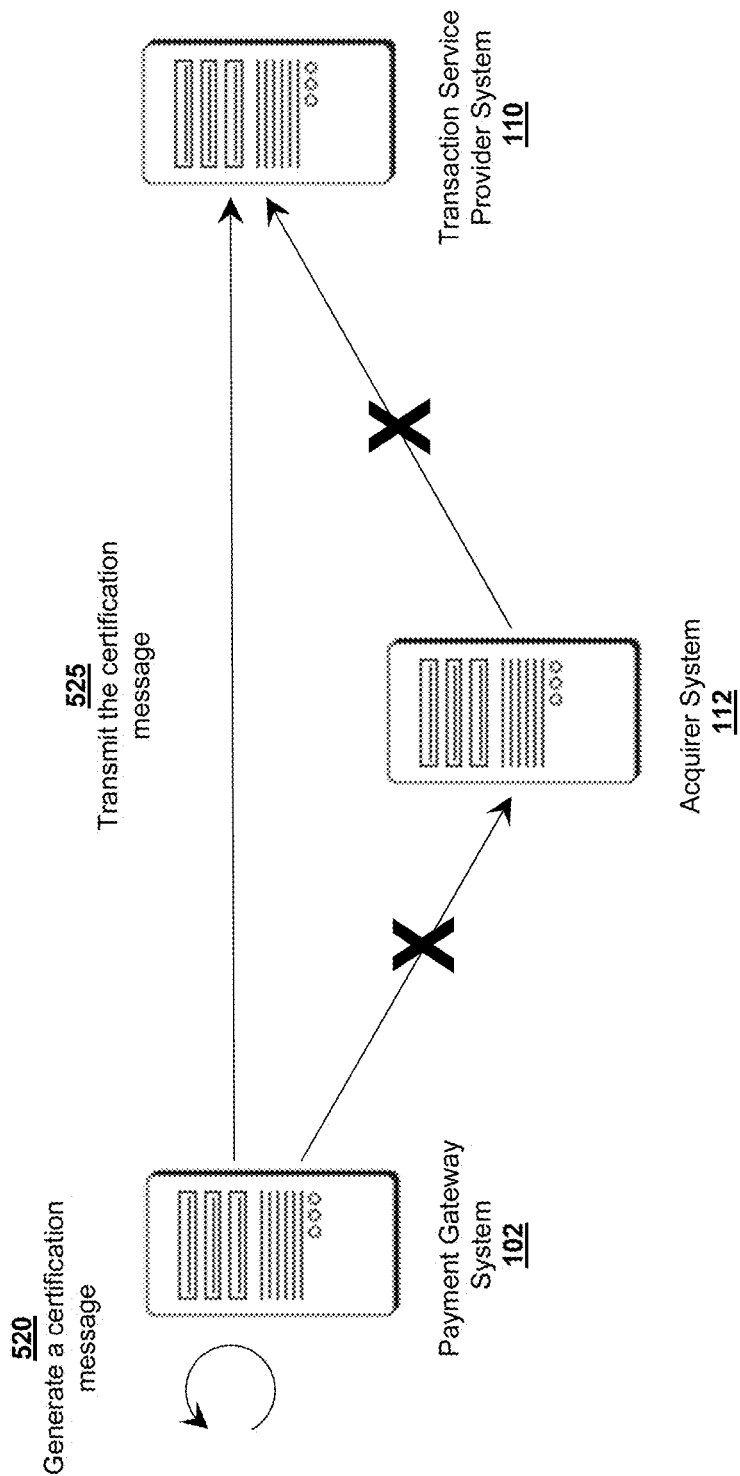 520
Generate a certification
message
525
Transmit the certification
message
Payment Gateway
System
102
Acquirer System
112
Transaction Service
Provider System
110